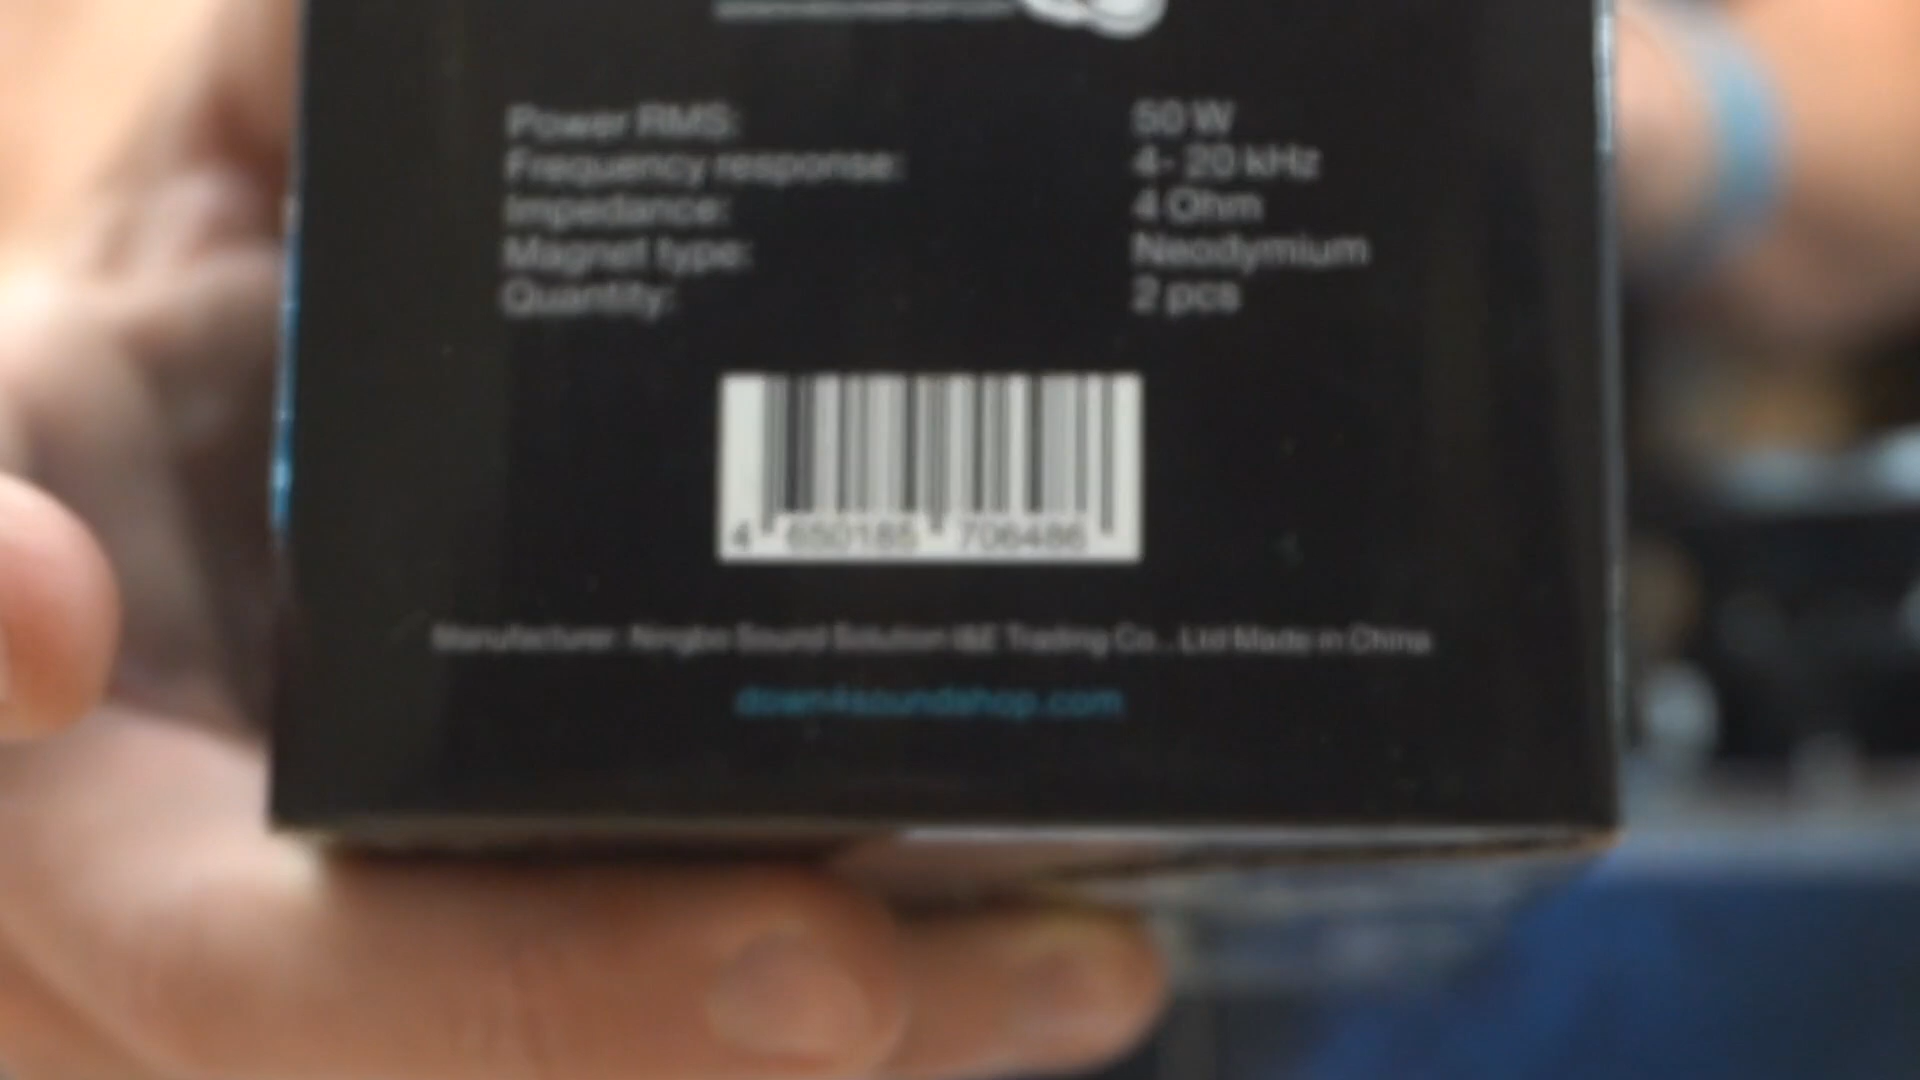 Power RMS: 50 W
Frequency response: 4- 20 kHz
Impedance: 4 Ohm
Magnet type: Neodymium
Quantity: 2 pcs
4 650185 706486
Manufacturer: Ningbo Sound Solution I&E Trading Co., Ltd Made in China
down4soundshop.com